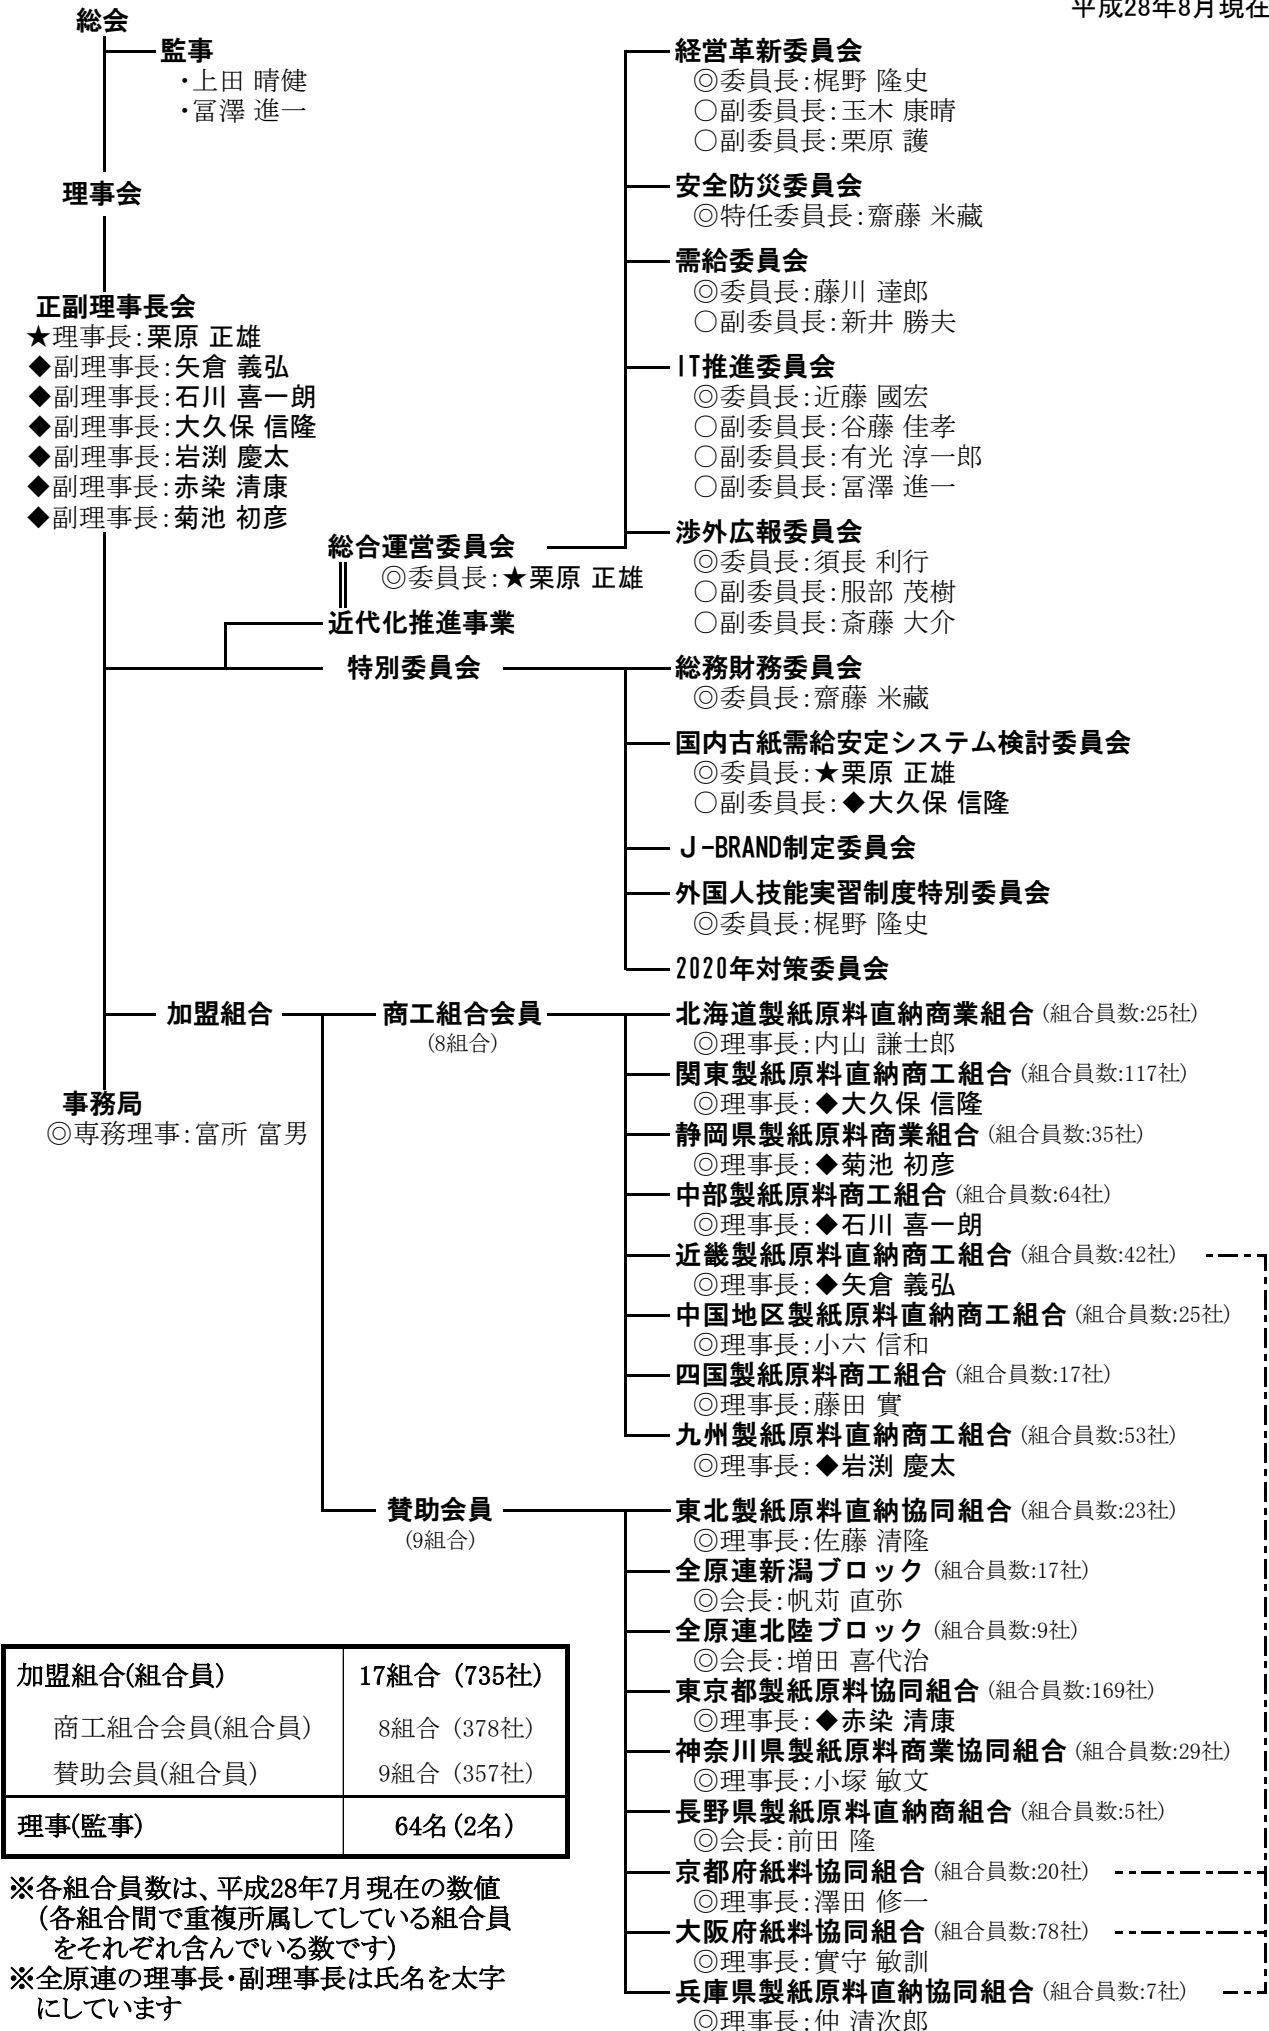 平成28年8月現在
総会
監事
・上田 晴健
・冨澤 進一
理事会
正副理事長会
★理事長:栗原 正雄
◆副理事長:矢倉 義弘
◆副理事長:石川 喜一朗
◆副理事長:大久保 信隆
◆副理事長:岩渕 慶太
◆副理事長:赤染 清康
◆副理事長:菊池 初彦
総合運営委員会
◎委員長:★栗原 正雄
近代化推進事業
経営革新委員会
◎委員長:梶野 隆史
○副委員長:玉木 康晴
○副委員長:栗原 護
安全防災委員会
◎特任委員長:齋藤 米藏
需給委員会
◎委員長:藤川 達郎
○副委員長:新井 勝夫
IT推進委員会
◎委員長:近藤 國宏
○副委員長:谷藤 佳孝
○副委員長:有光 淳一郎
○副委員長:冨澤 進一
渉外広報委員会
◎委員長:須長 利行
○副委員長:服部 茂樹
○副委員長:斎藤 大介
特別委員会
総務財務委員会
◎委員長:齋藤 米藏
国内古紙需給安定システム検討委員会
◎委員長:★栗原 正雄
○副委員長:◆大久保 信隆
J-BRAND制定委員会
外国人技能実習制度特別委員会
◎委員長:梶野 隆史
2020年対策委員会
加盟組合
商工組合会員
(8組合)
北海道製紙原料直納商業組合 (組合員数:25社)
◎理事長:内山 謙士郎
関東製紙原料直納商工組合 (組合員数:117社)
◎理事長:◆大久保 信隆
静岡県製紙原料商業組合 (組合員数:35社)
◎理事長:◆菊池 初彦
中部製紙原料商工組合 (組合員数:64社)
◎理事長:◆石川 喜一朗
近畿製紙原料直納商工組合 (組合員数:42社)
◎理事長:◆矢倉 義弘
中国地区製紙原料直納商工組合 (組合員数:25社)
◎理事長:小六 信和
四国製紙原料商工組合 (組合員数:17社)
◎理事長:藤田 實
九州製紙原料直納商工組合 (組合員数:53社)
◎理事長:◆岩渕 慶太
事務局
◎専務理事:富所 富男
賛助会員
(9組合)
東北製紙原料直納協同組合 (組合員数:23社)
◎理事長:佐藤 清隆
全原連新潟ブロック (組合員数:17社)
◎会長:帆苅 直弥
全原連北陸ブロック (組合員数:9社)
◎会長:増田 喜代治
東京都製紙原料協同組合 (組合員数:169社)
◎理事長:◆赤染 清康
神奈川県製紙原料商業協同組合 (組合員数:29社)
◎理事長:小塚 敏文
長野県製紙原料直納商組合 (組合員数:5社)
◎会長:前田 隆
京都府紙料協同組合 (組合員数:20社)
◎理事長:澤田 修一
大阪府紙料協同組合 (組合員数:78社)
◎理事長:實守 敏訓
兵庫県製紙原料直納協同組合 (組合員数:7社)
◎理事長:仲 清次郎
加盟組合(組合員) 17組合 (735社)
商工組合会員(組合員) 8組合 (378社)
賛助会員(組合員) 9組合 (357社)
理事(監事) 64名(2名)
※各組合員数は、平成28年7月現在の数値
(各組合間で重複所属してしている組合員
をそれぞれ含んでいる数です)
※全原連の理事長・副理事長は氏名を太字
にしています